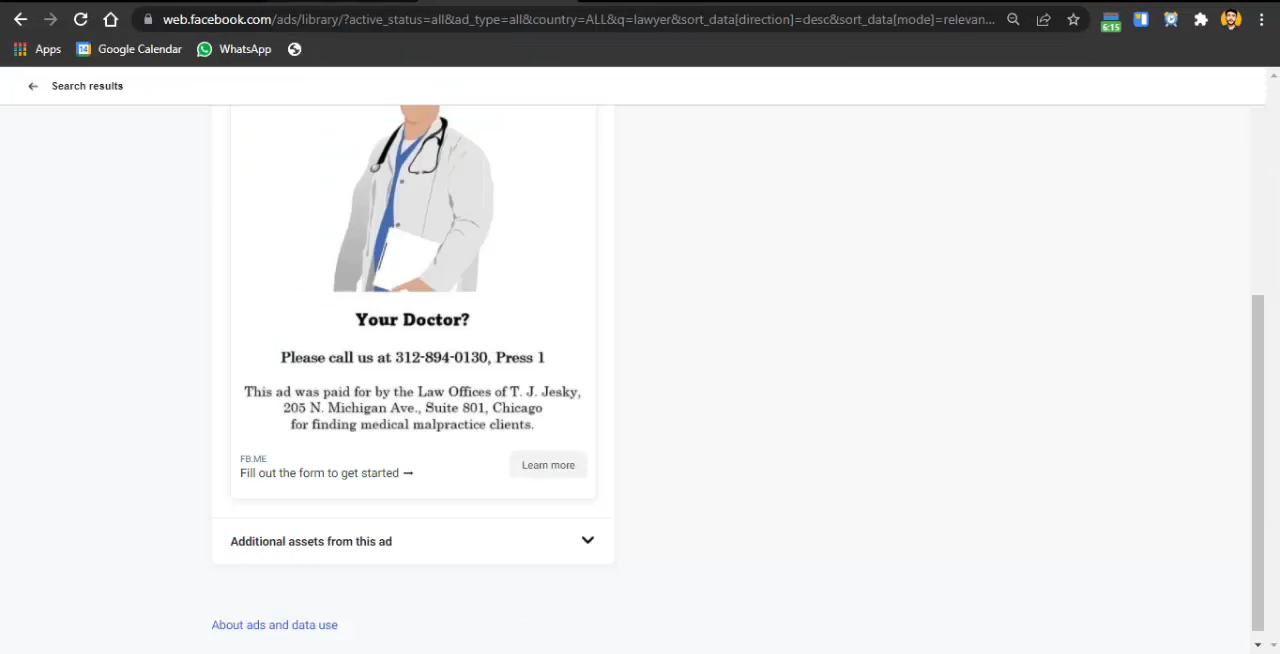 web.facebook.com/ads/library/?active_status=all&ad_type=all&country=ALL&q=lawyer&sort_data[direction]=desc&sort_data[mode]=relevan...
6:15
Apps
Google Calendar
31
WhatsApp
Search results
Your Doctor?
Please call us at 312-894-0130, Press 1
This ad was paid for by the Law Offices of T. J. Jesky,
205 N. Michigan Ave., Suite 801, Chicago
for finding medical malpractice clients.
FB.ME
Fill out the form to get started →
Learn more
Additional assets from this ad
About ads and data use